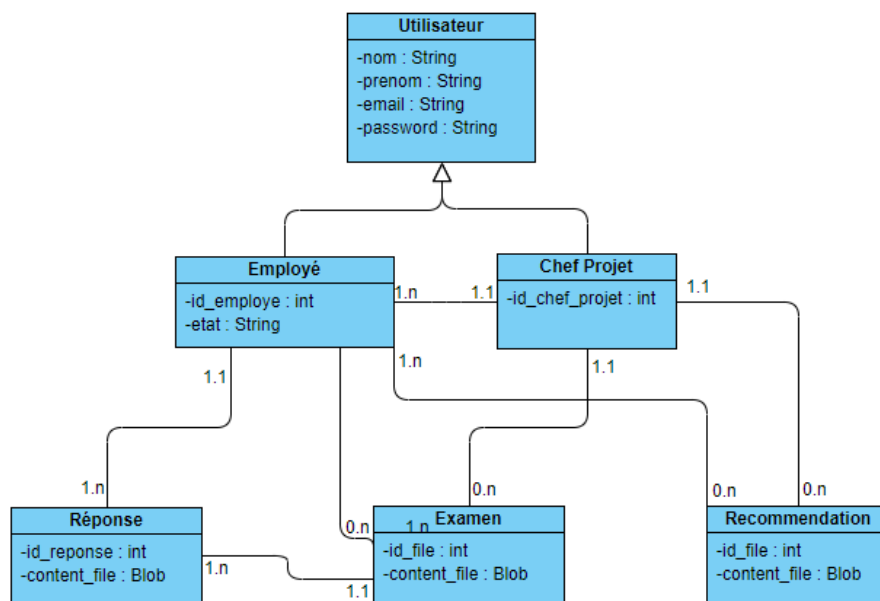 Utilisateur
-nom : String
-prenom : String
-email : String
-password : String
Employé
-id_employe : int
-etat : String
1.n
1.1
Chef Projet
-id_chef_projet : int
1.1
1.1
1.n
1.1
1.n
0.n
0.n
0.n
Réponse
-id_reponse : int
-content_file : Blob
0.n
1.n
Examen
-id_file : int
-content_file : Blob
Recommendation
-id_file : int
-content_file : Blob
1.n
1.1